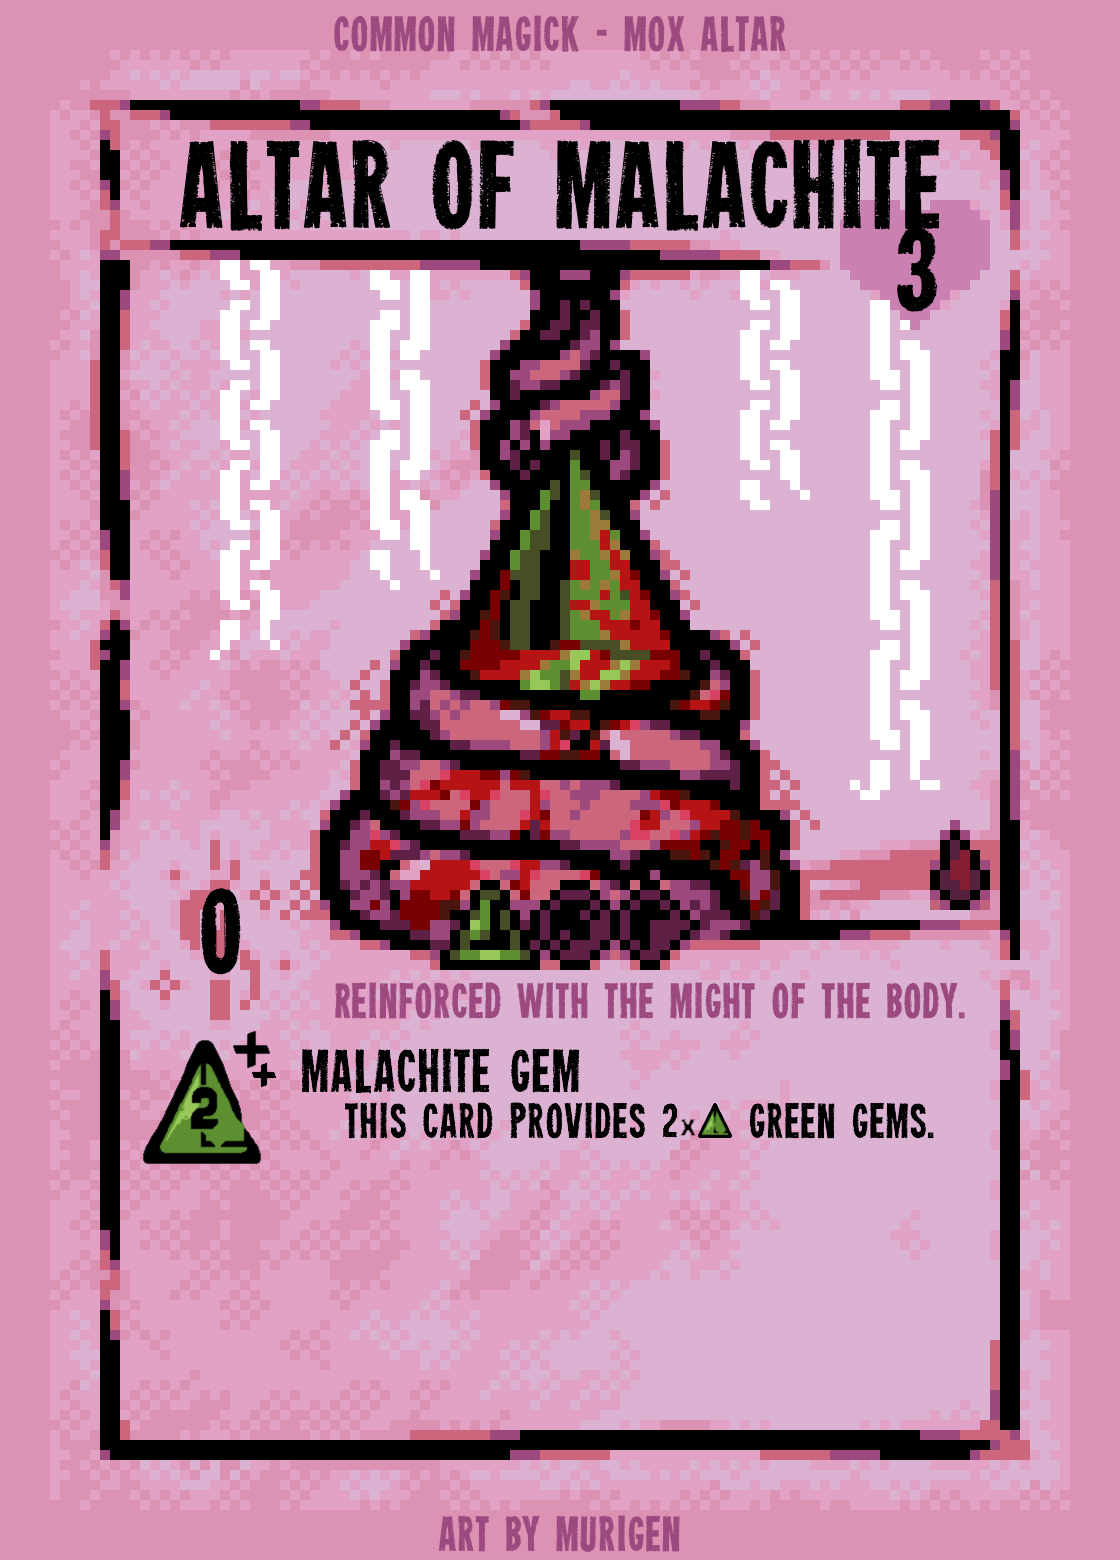 COMMON MAGICK - MOX ALTAR
ALTAR OF MALACHITE
3
0
REINFORCED WITH THE MIGHT OF THE BODY.
2
MALACHITE GEM
THIS CARD PROVIDES 2x GREEN GEMS.
ART BY MURIGEN